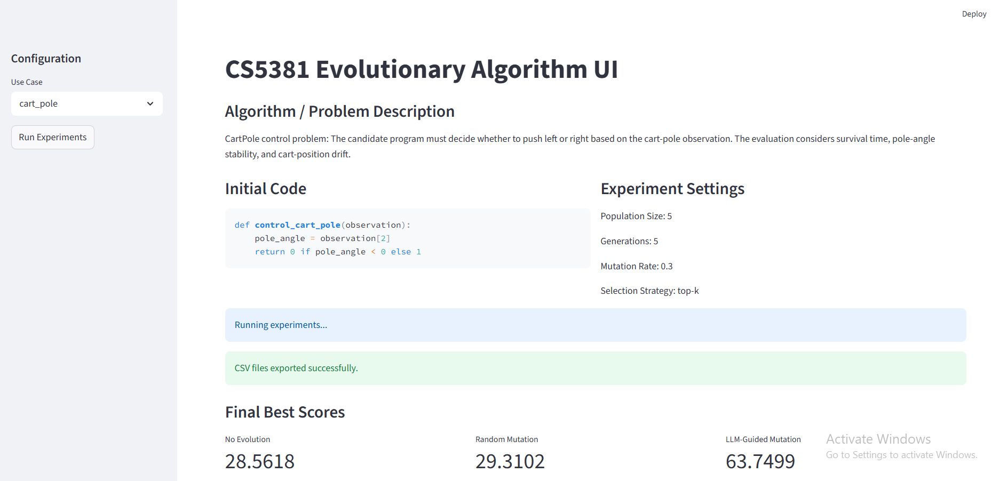 Deploy
Configuration
Use Case
cart_pole
Run Experiments
CS5381 Evolutionary Algorithm UI
Algorithm / Problem Description
CartPole control problem: The candidate program must decide whether to push left or right based on the cart-pole observation. The evaluation considers survival time, pole-angle
stability, and cart-position drift.
Initial Code
def control_cart_pole(observation):
    pole_angle = observation[2]
    return 0 if pole_angle < 0 else 1
Experiment Settings
Population Size: 5
Generations: 5
Mutation Rate: 0.3
Selection Strategy: top-k
Running experiments...
CSV files exported successfully.
Final Best Scores
No Evolution
28.5618
Random Mutation
29.3102
LLM-Guided Mutation
63.7499
Activate Windows
Go to Settings to activate Windows.